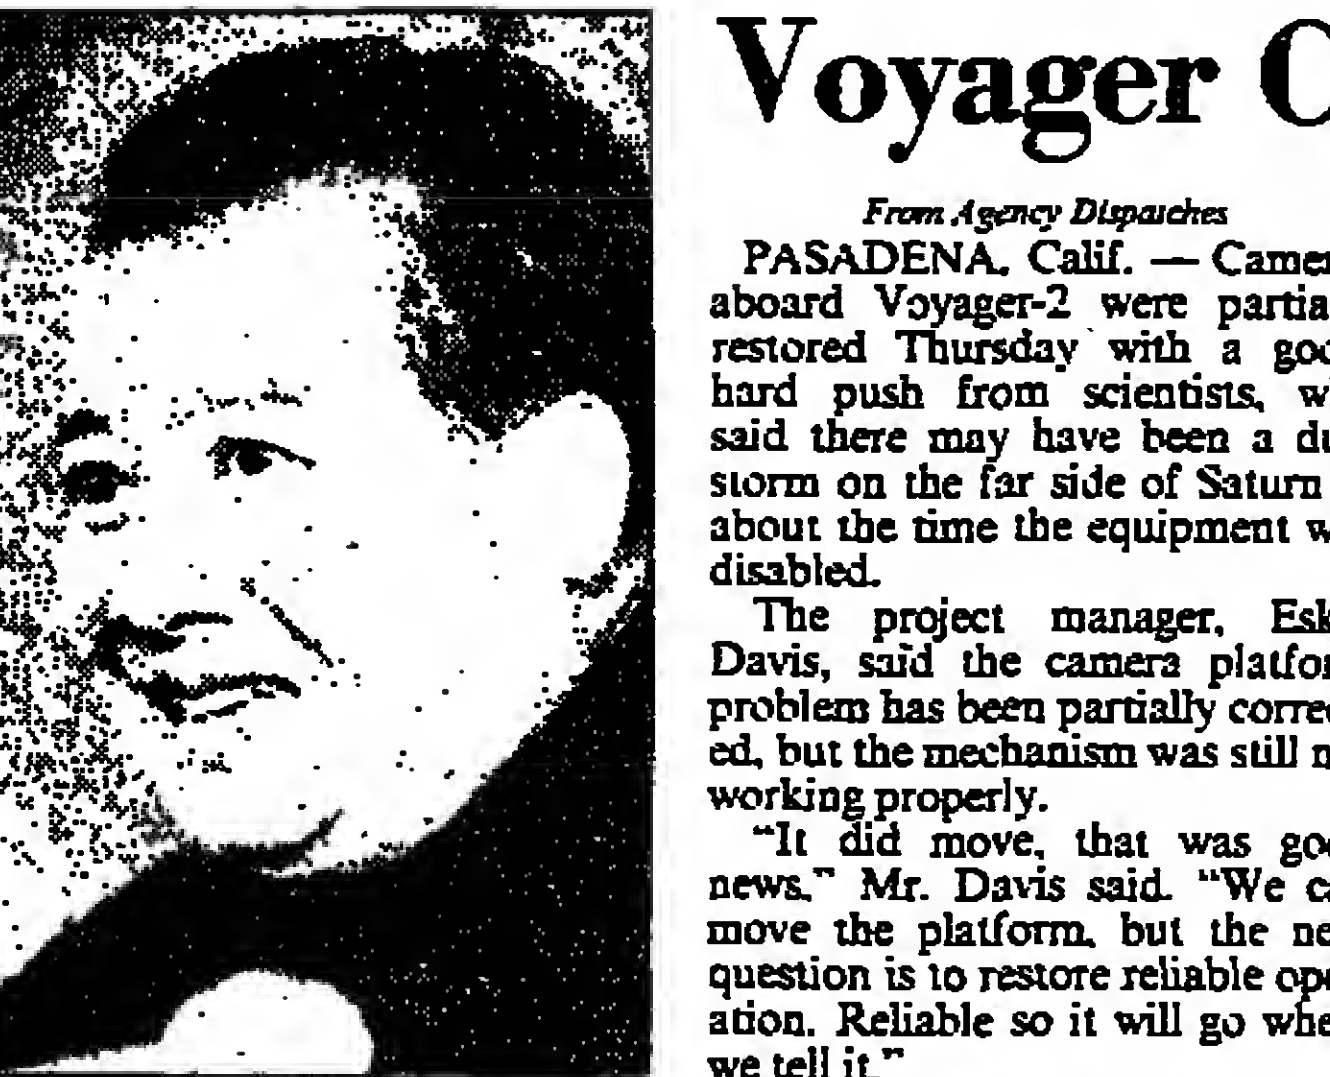 Voyager C
From Agency Dispatches
PASADENA, Calif. — Camer
aboard Voyager-2 were partia
restored Thursday with a goo
hard push from scientists, w
said there may have been a du
storm on the far side of Saturn
about the time the equipment w
disabled.
The project manager, Esk
Davis, said the camera platfor
problem has been partially correc
ed, but the mechanism was still n
working properly.
“It did move, that was goo
news,” Mr. Davis said. “We ca
move the platform, but the ne
question is to restore reliable ope
ation. Reliable so it will go whe
we tell it.”